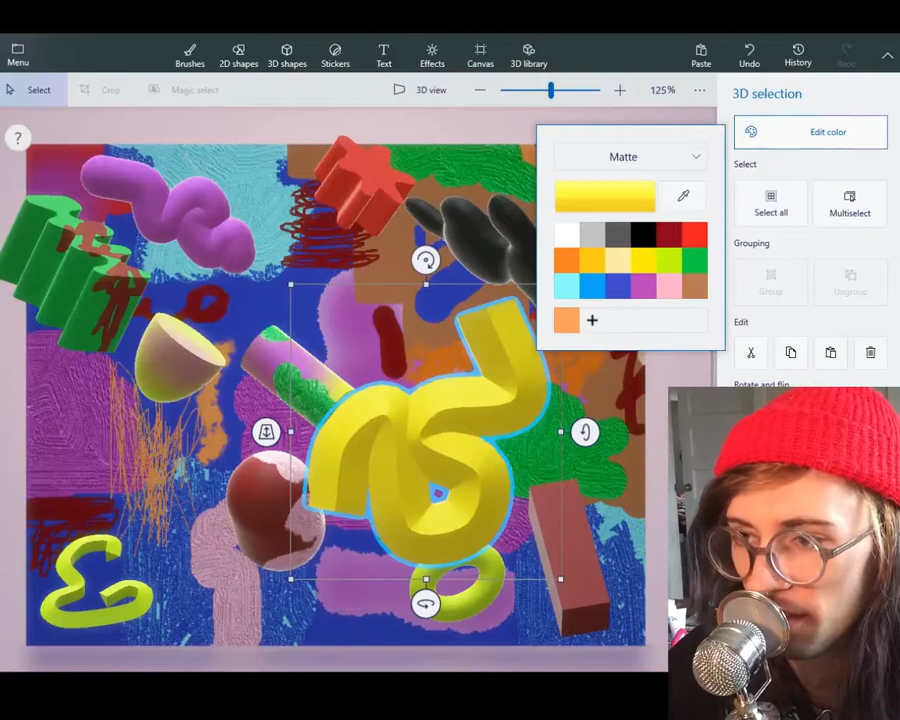 Menu
Brushes
2D shapes
3D shapes
Stickers
Text
Effects
Canvas
3D library
Paste
Undo
History
Redo
Select
Crop
Magic select
3D view
125%
3D selection
Edit color
Select
Select all
Multiselect
Grouping
Group
Ungroup
Edit
Rotate and flip
Matte
?